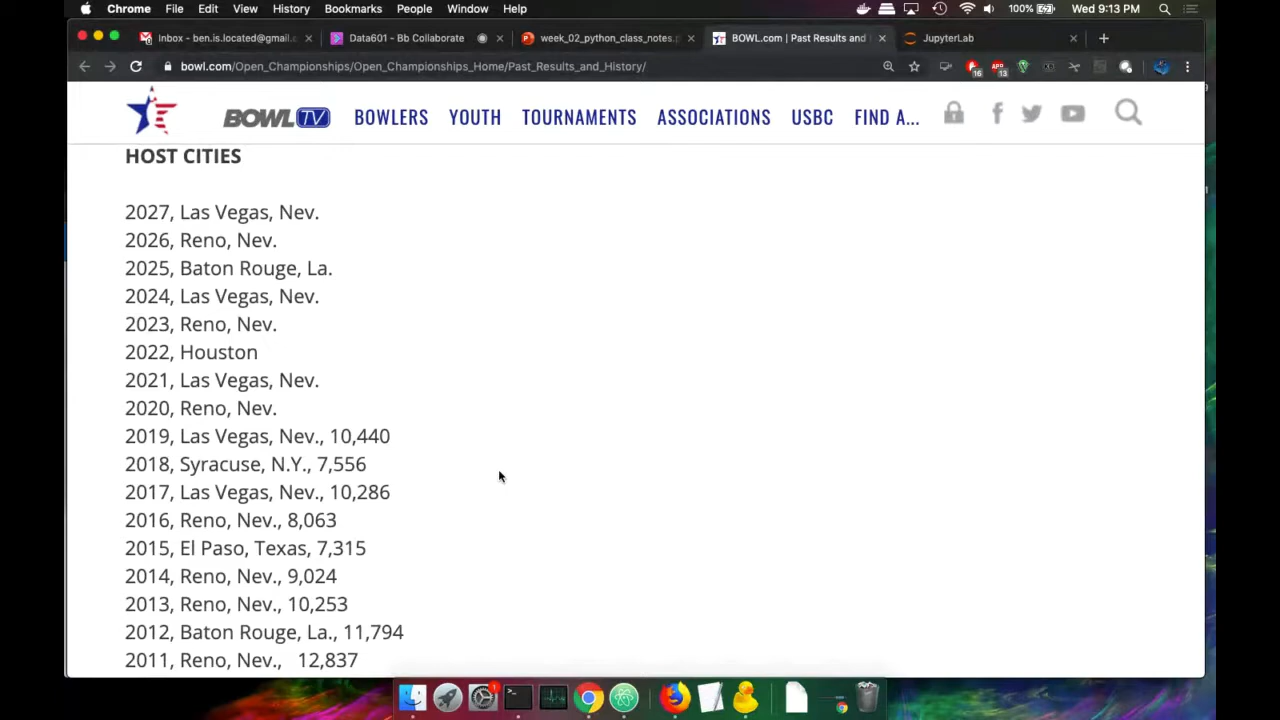 Chrome File Edit View History Bookmarks People Window Help 100% Wed 9:13 PM
Inbox - ben.is.located@gmail.c Data601 - Bb Collaborate week_02_python_class_notes.p BOWL.com | Past Results and JupyterLab
bowl.com/Open_Championships/Open_Championships_Home/Past_Results_and_History/ 16 13
BOWL TV BOWLERS YOUTH TOURNAMENTS ASSOCIATIONS USBC FIND A...
HOST CITIES
2027, Las Vegas, Nev.
2026, Reno, Nev.
2025, Baton Rouge, La.
2024, Las Vegas, Nev.
2023, Reno, Nev.
2022, Houston
2021, Las Vegas, Nev.
2020, Reno, Nev.
2019, Las Vegas, Nev., 10,440
2018, Syracuse, N.Y., 7,556
2017, Las Vegas, Nev., 10,286
2016, Reno, Nev., 8,063
2015, El Paso, Texas, 7,315
2014, Reno, Nev., 9,024
2013, Reno, Nev., 10,253
2012, Baton Rouge, La., 11,794
2011, Reno, Nev., 12,837
1